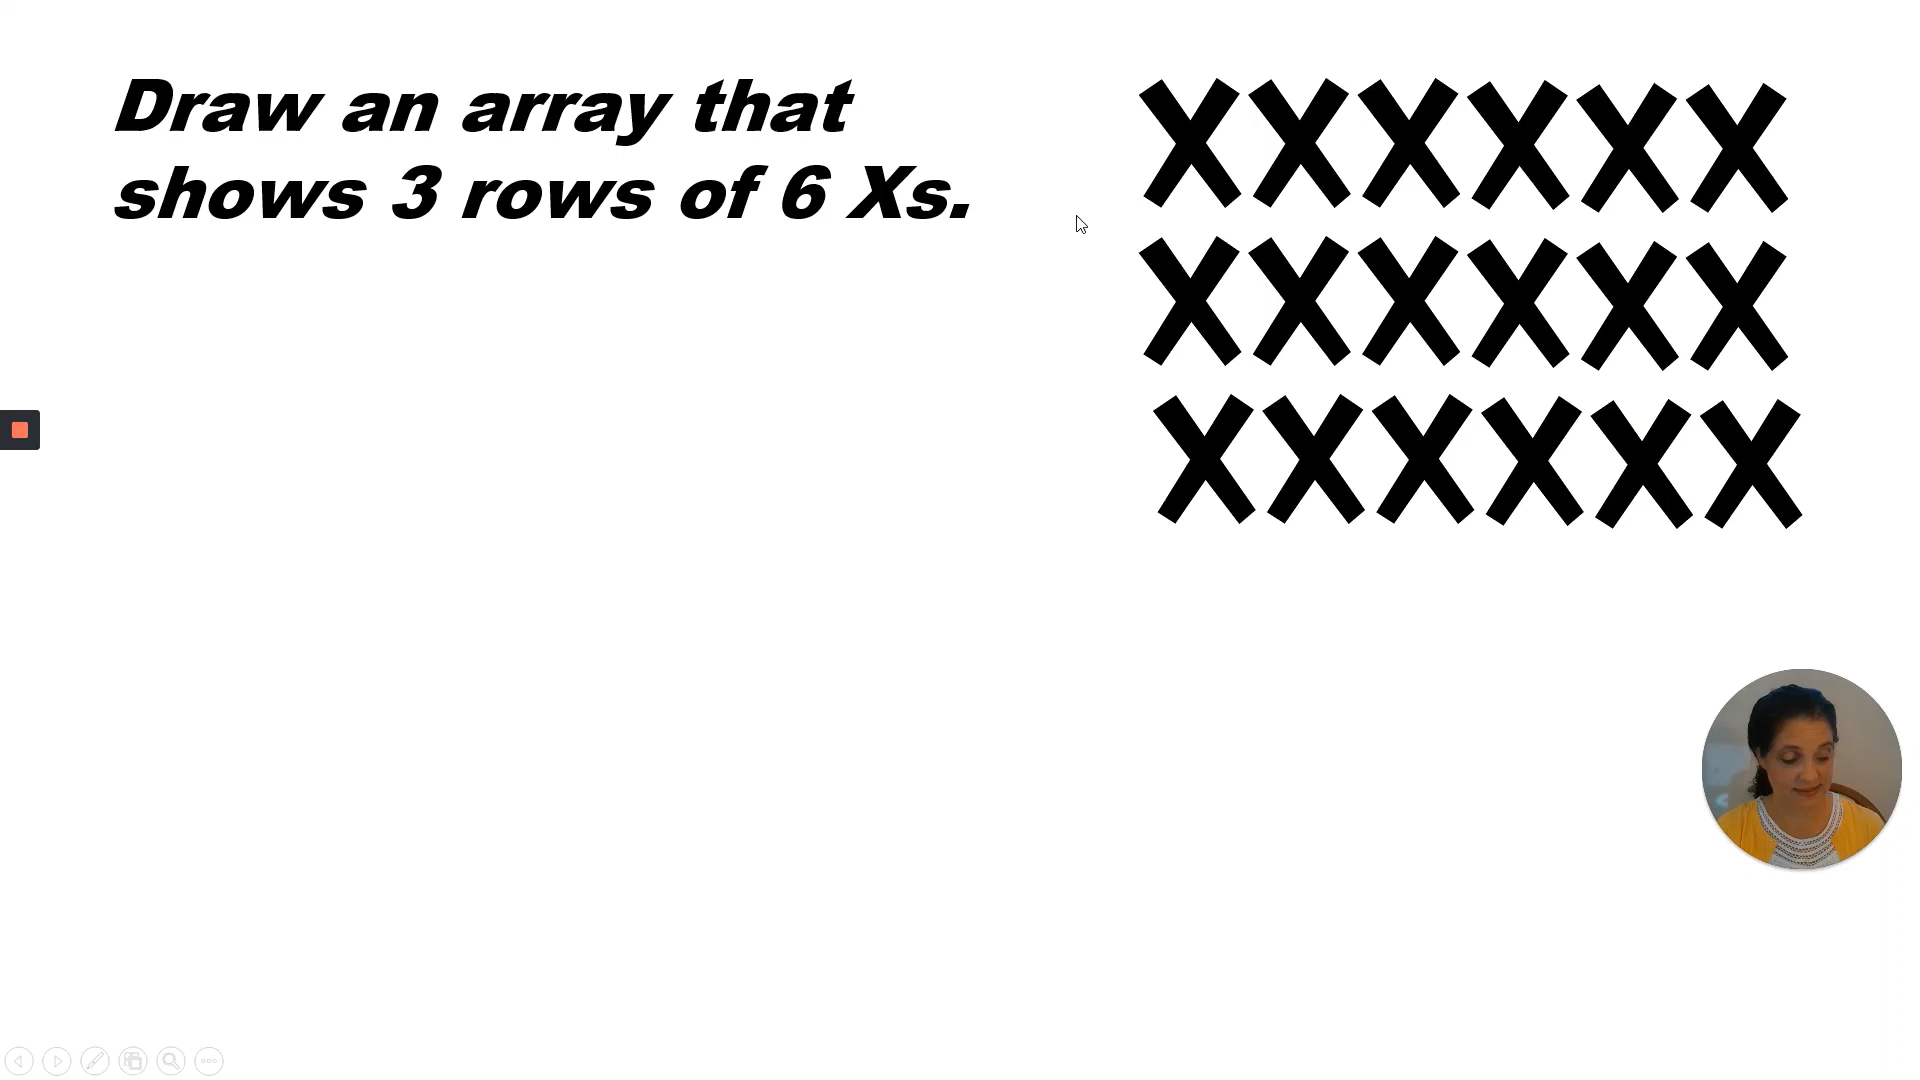 Draw an array that
shows 3 rows of 6 Xs.
XXXXXX
XXXXXX
XXXXXX